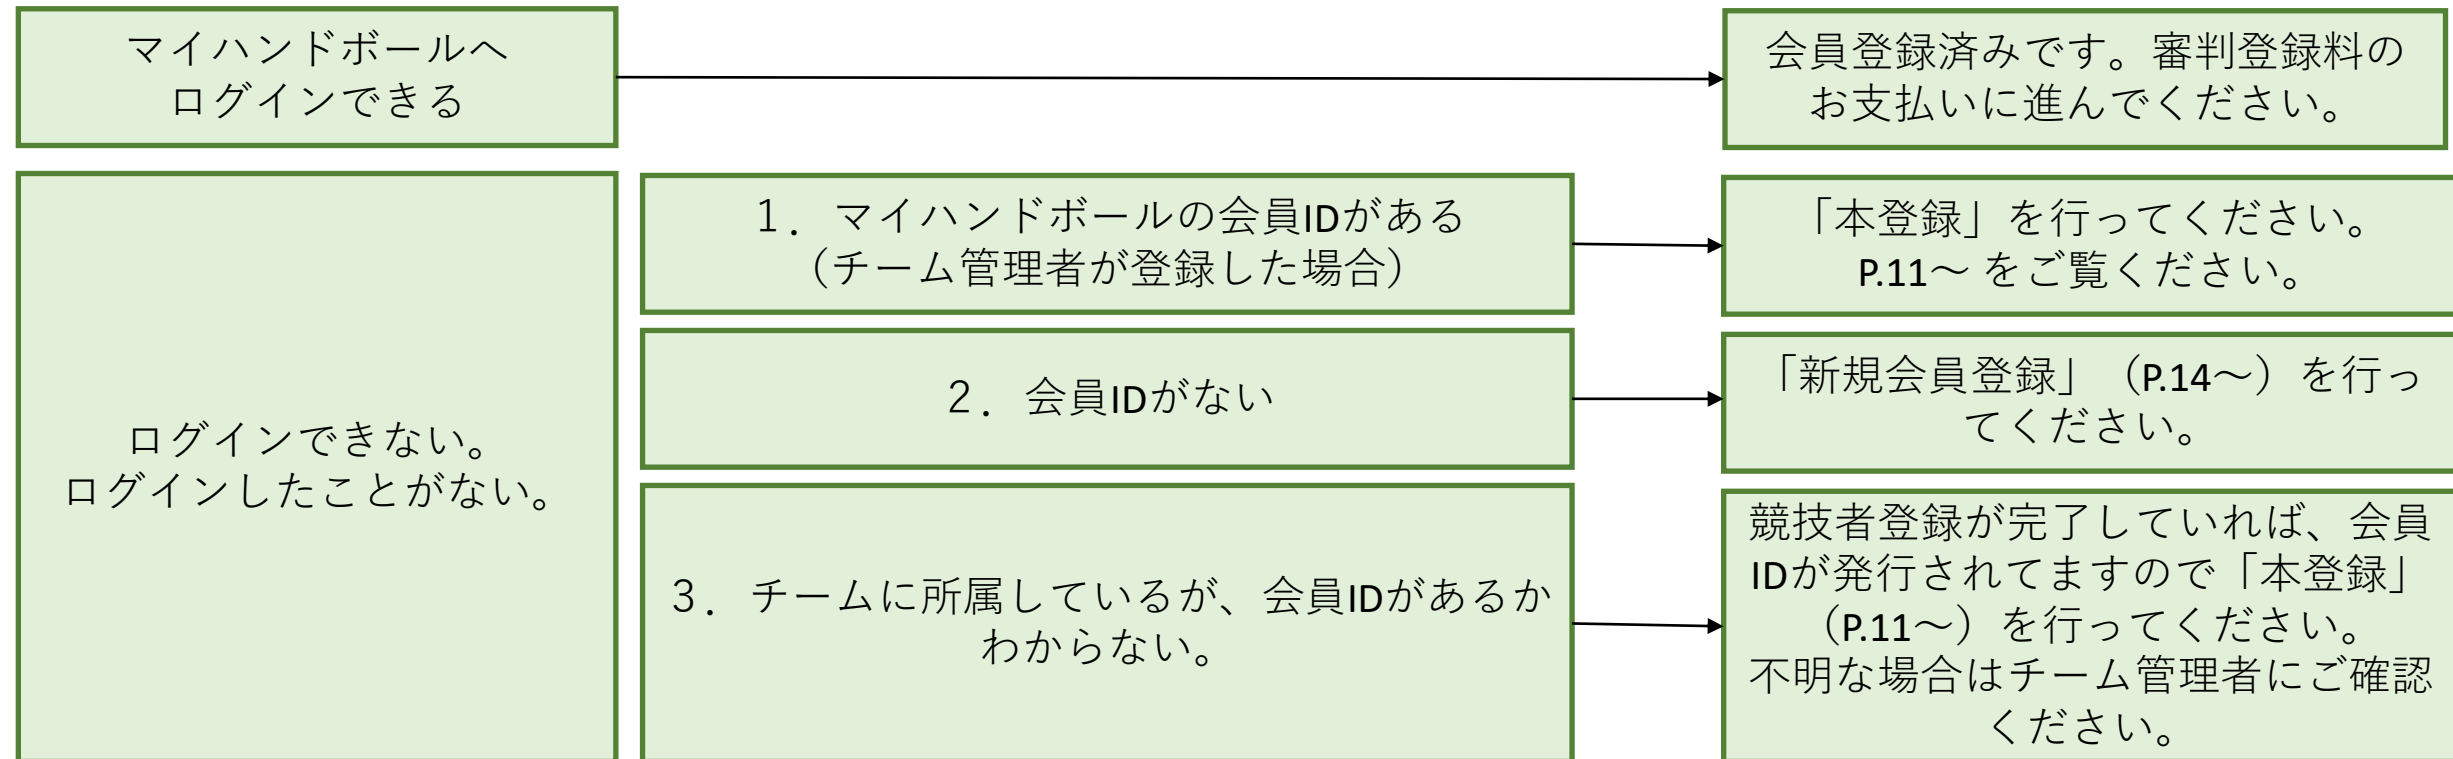 マイハンドボールへ
ログインできる
会員登録済みです。審判登録料の
お支払いに進んでください。
ログインできない。
ログインしたことがない。
１．マイハンドボールの会員IDがある
（チーム管理者が登録した場合）
「本登録」を行ってください。
P.11～ をご覧ください。
２．会員IDがない
「新規会員登録」（P.14～）を行っ
てください。
３．チームに所属しているが、会員IDがあるか
わからない。
競技者登録が完了していれば、会員
IDが発行されてますので「本登録」
（P.11～）を行ってください。
不明な場合はチーム管理者にご確認
ください。